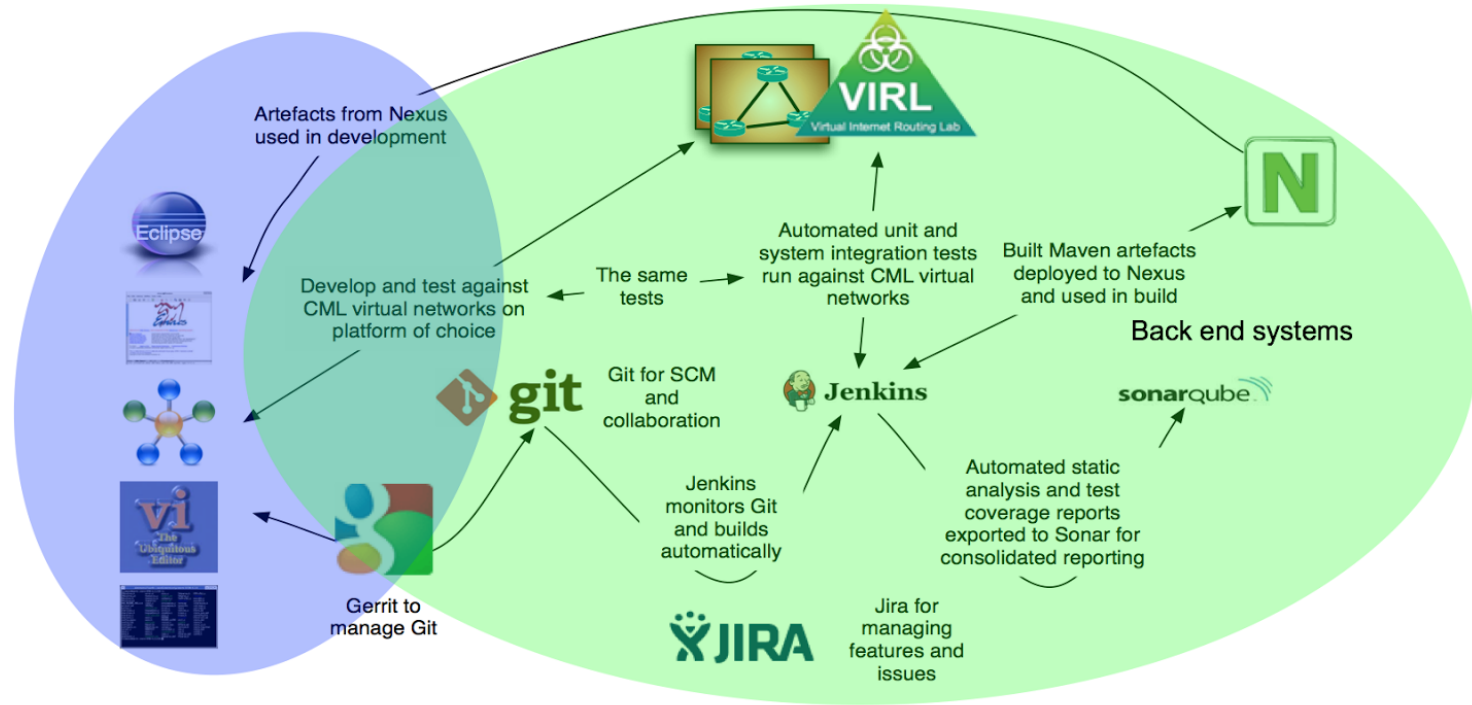 Artefacts from Nexus
used in development
VIRL
Virtual Internet Routing Lab
N
Eclipse
Emacs
Develop and test against
CML virtual networks on
platform of choice
The same
tests
Automated unit and
system integration tests
run against CML virtual
networks
Built Maven artefacts
deployed to Nexus
and used in build
Back end systems
git
Git for SCM
and
collaboration
Jenkins
sonarqube
vi
The
Ubiquitous
Editor
Jenkins
monitors Git
and builds
automatically
Automated static
analysis and test
coverage reports
exported to Sonar for
consolidated reporting
g
Gerrit to
manage Git
JIRA
Jira for
managing
features and
issues